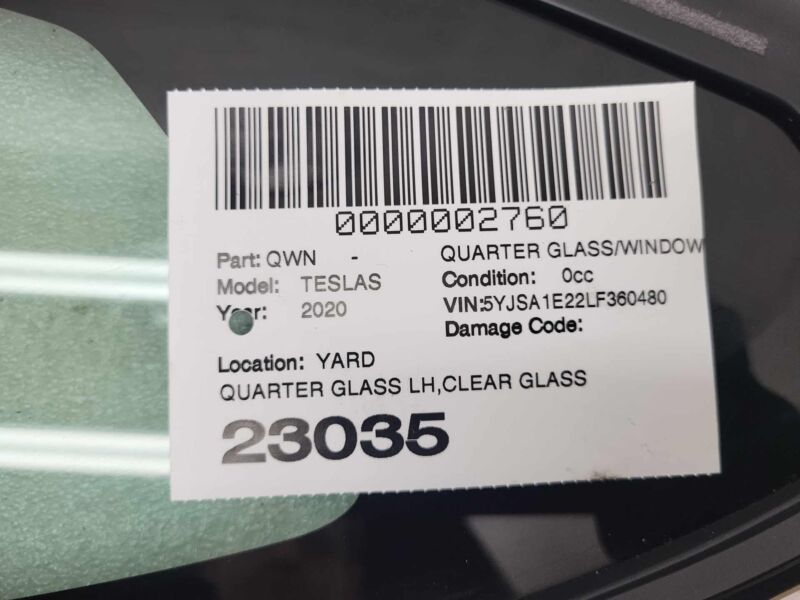 0000002760
Part: QWN - QUARTER GLASS/WINDOW
Model: TESLAS Condition: 0cc
Year: 2020 VIN:5YJSA1E22LF360480
Damage Code:
Location: YARD
QUARTER GLASS LH,CLEAR GLASS
23035